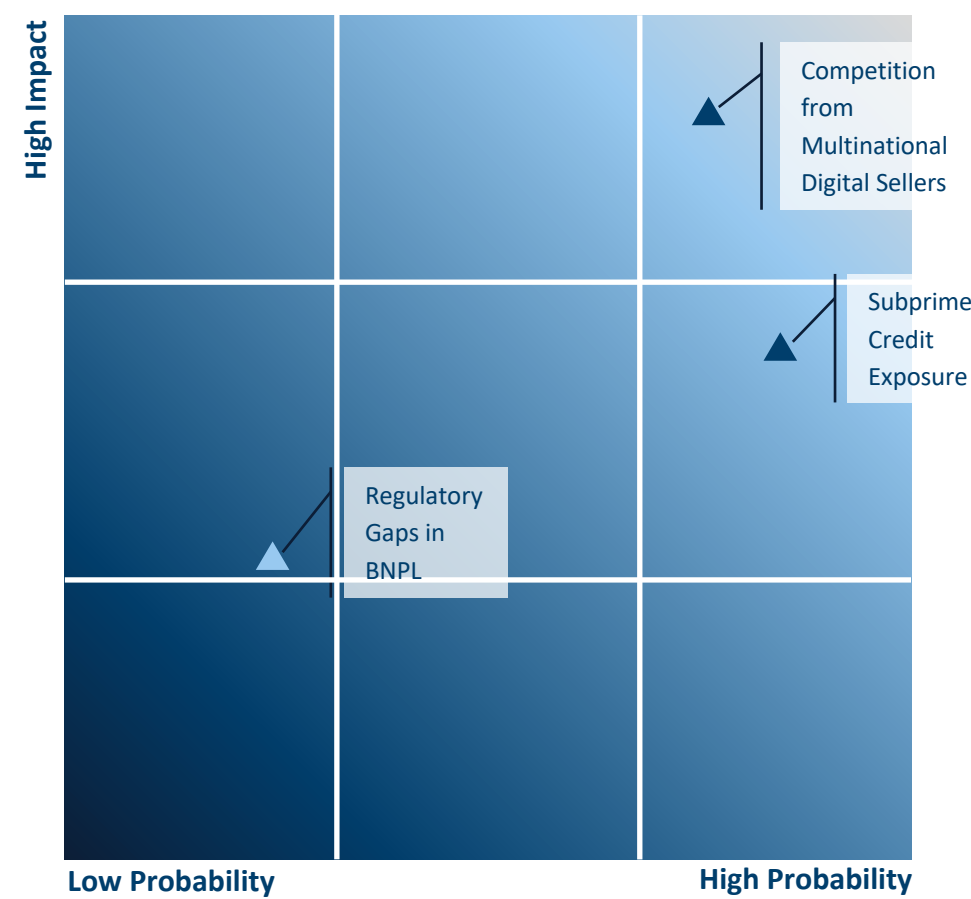 High Impact
Competition
from
Multinational
Digital Sellers
Subprime
Credit
Exposure
Regulatory
Gaps in
BNPL
Low Probability
High Probability